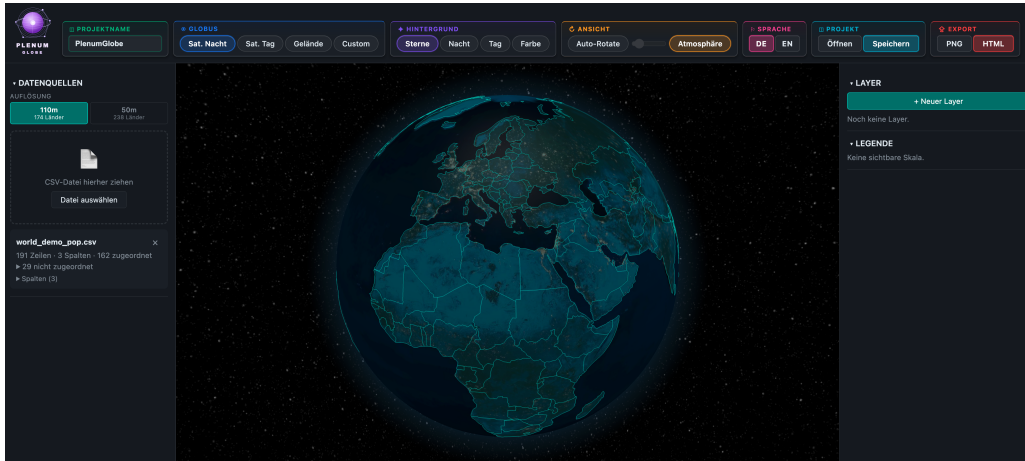 PLENUM
GLOBE
PROJEKTNAME
PlenumGlobe
GLOBUS
Sat. Nacht
Sat. Tag
Gelände
Custom
HINTERGRUND
Sterne
Nacht
Tag
Farbe
ANSICHT
Auto-Rotate
Atmosphäre
SPRACHE
DE
EN
PROJEKT
Öffnen
Speichern
EXPORT
PNG
HTML
▾ DATENQUELLEN
AUFLÖSUNG
110m
174 Länder
50m
238 Länder
CSV-Datei hierher ziehen
Datei auswählen
world_demo_pop.csv ×
191 Zeilen · 3 Spalten · 162 zugeordnet
▸ 29 nicht zugeordnet
▸ Spalten (3)
▾ LAYER
+ Neuer Layer
Noch keine Layer.
▾ LEGENDE
Keine sichtbare Skala.